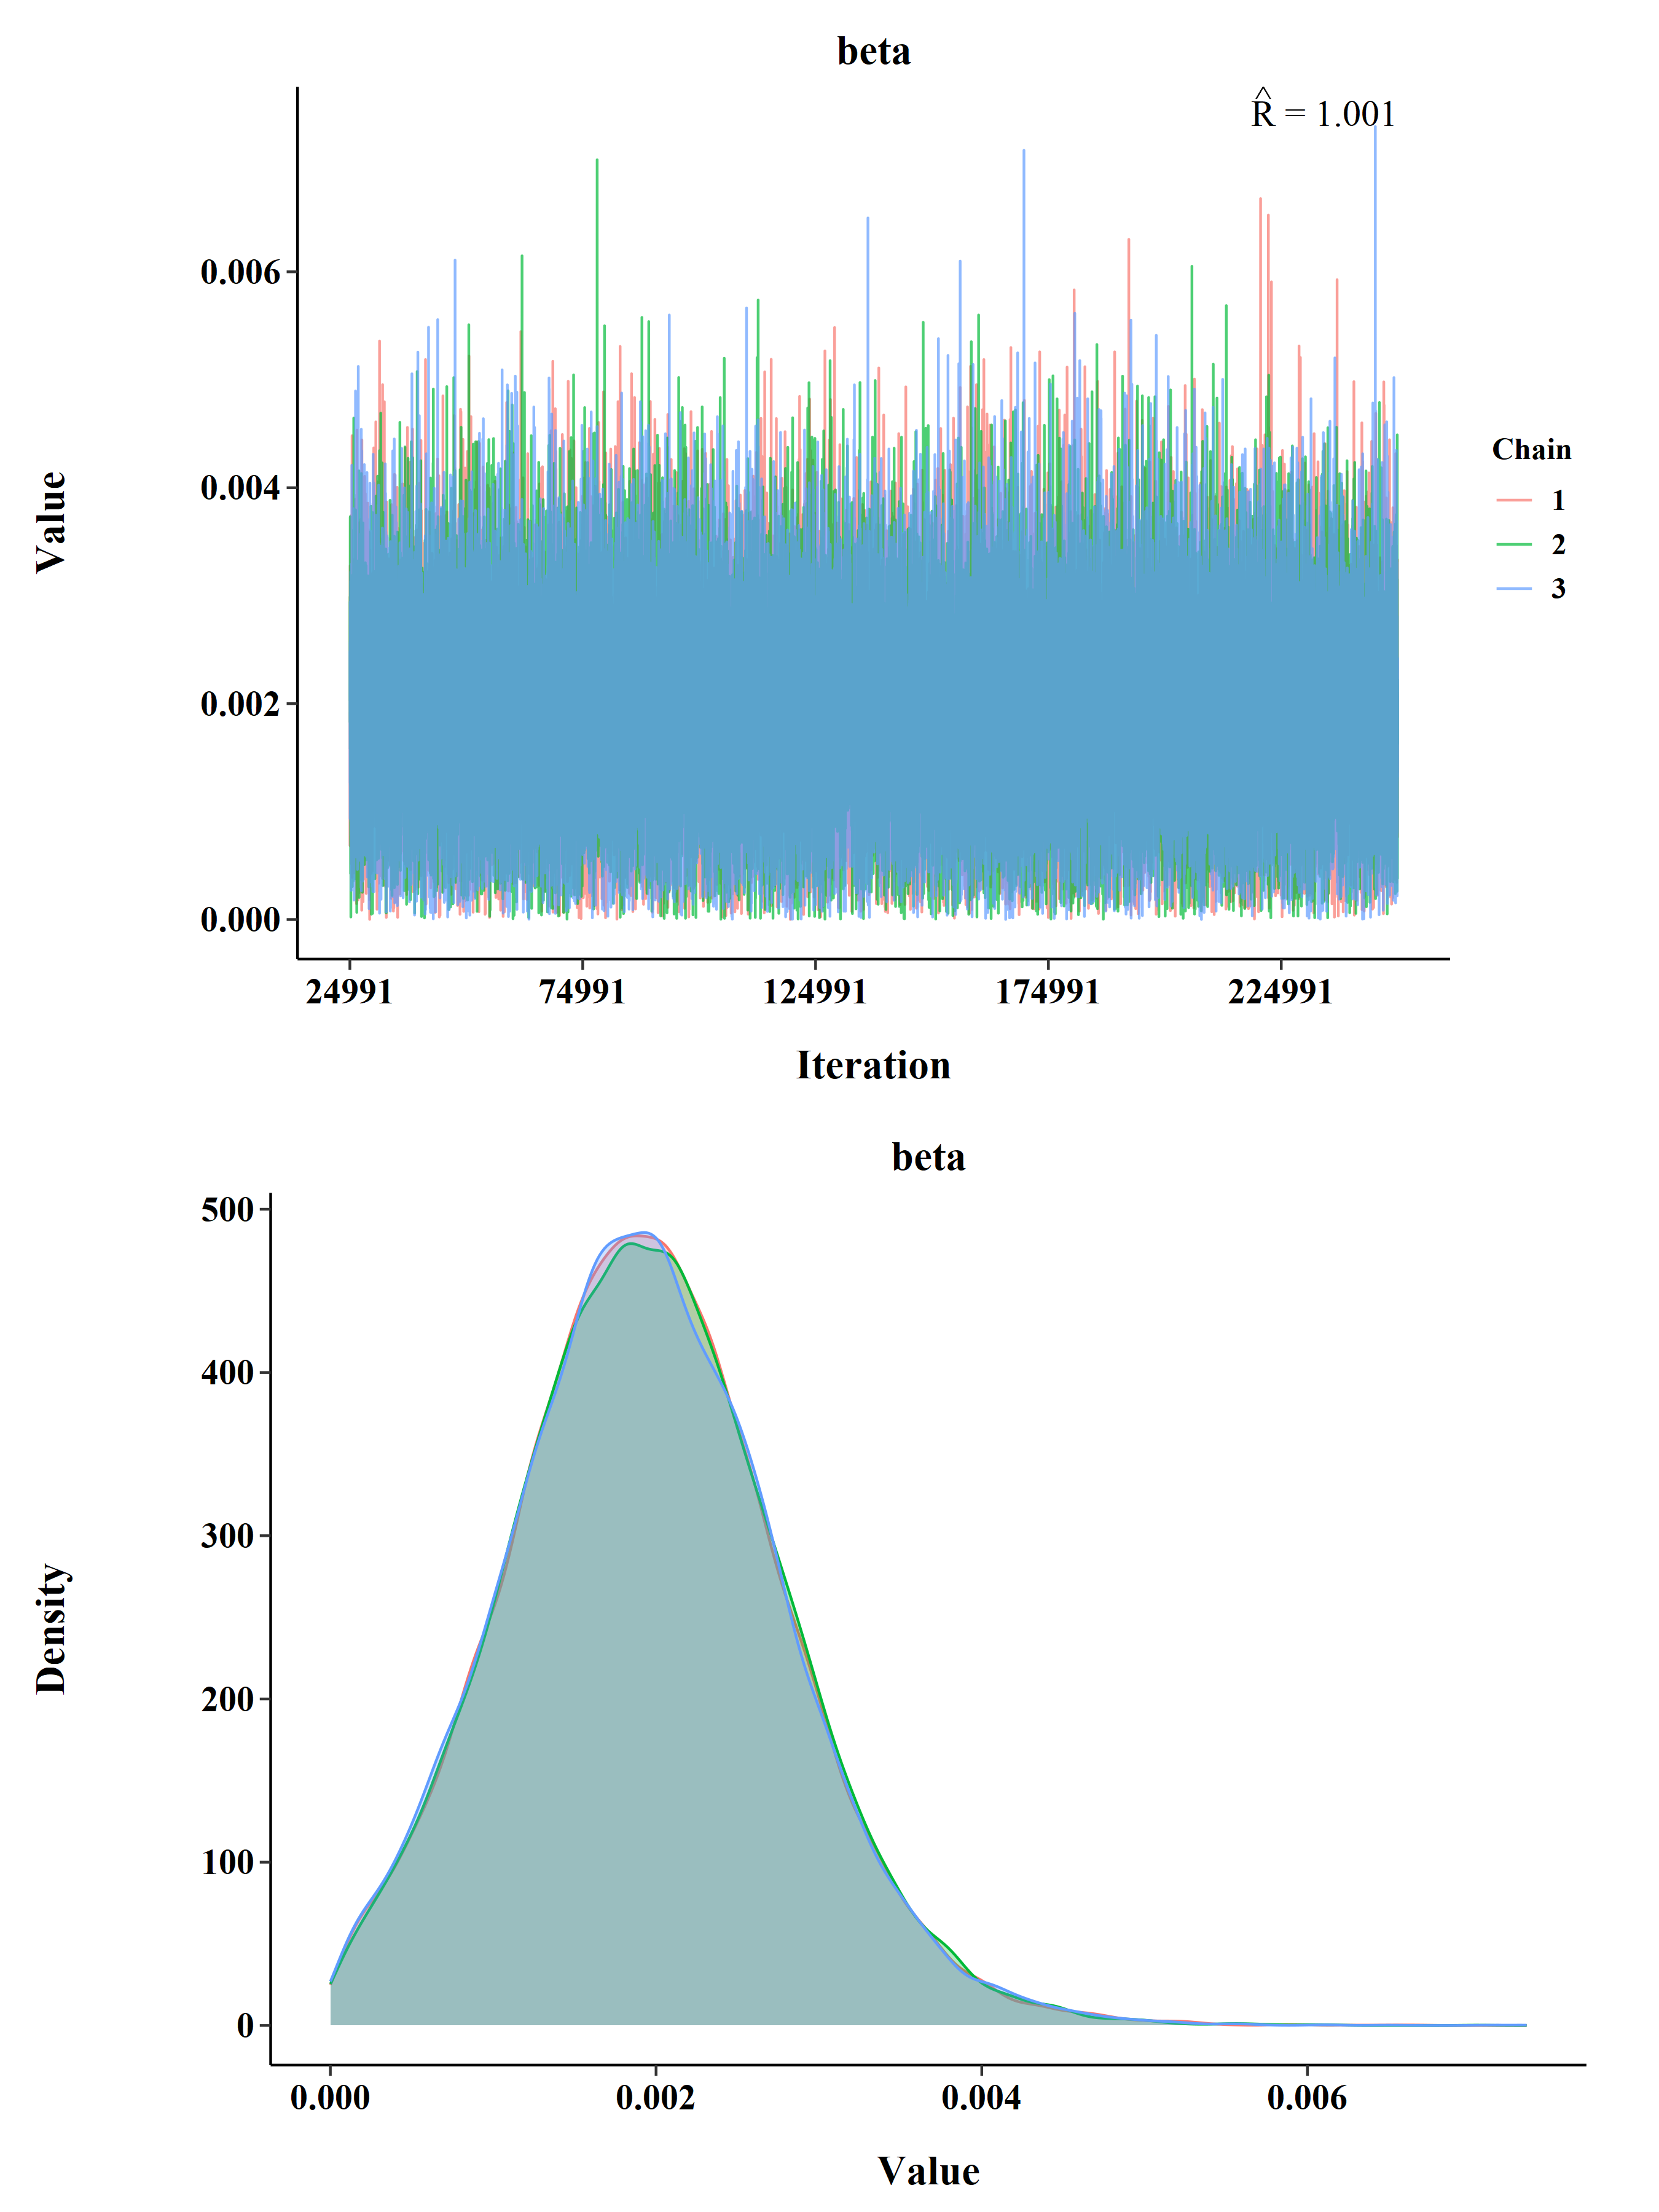 beta
R̂ = 1.001
Value
0.006
0.004
0.002
0.000
24991 74991 124991 174991 224991
Iteration
Chain
1
2
3
beta
Density
500
400
300
200
100
0
0.000 0.002 0.004 0.006
Value